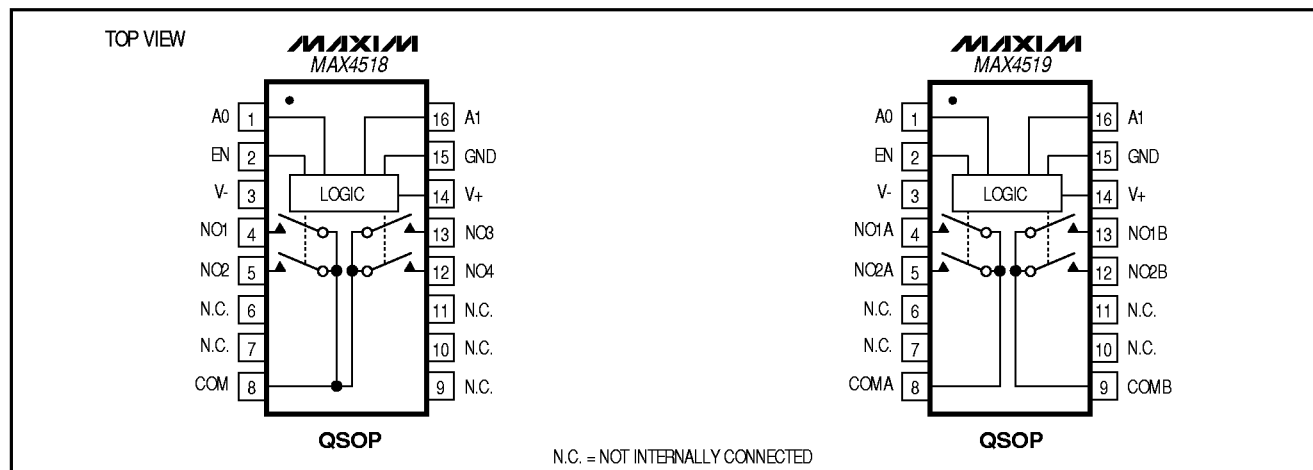 TOP VIEW
MAXIM
MAX4518
A0 1
EN 2
V- 3
NO1 4
NO2 5
N.C. 6
N.C. 7
COM 8
16 A1
15 GND
14 V+
13 NO3
12 NO4
11 N.C.
10 N.C.
9 N.C.
LOGIC
QSOP
MAXIM
MAX4519
A0 1
EN 2
V- 3
NO1A 4
NO2A 5
N.C. 6
N.C. 7
COMA 8
16 A1
15 GND
14 V+
13 NO1B
12 NO2B
11 N.C.
10 N.C.
9 COMB
LOGIC
QSOP
N.C. = NOT INTERNALLY CONNECTED